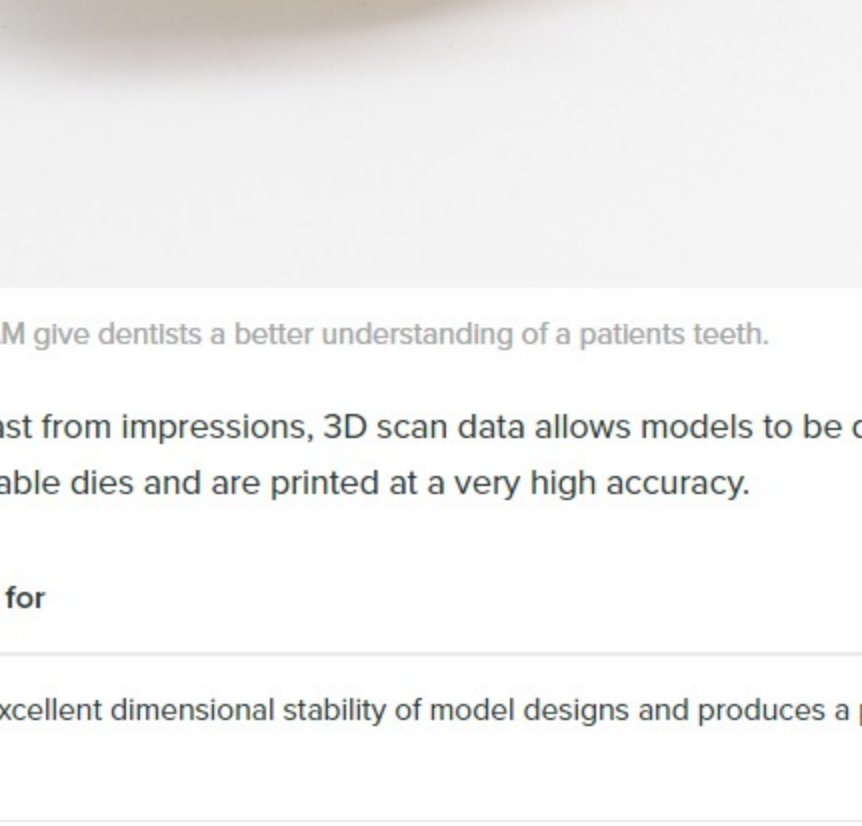 M give dentists a better understanding of a patients teeth.
st from impressions, 3D scan data allows models to be
able dies and are printed at a very high accuracy.
for
xcellent dimensional stability of model designs and produces a